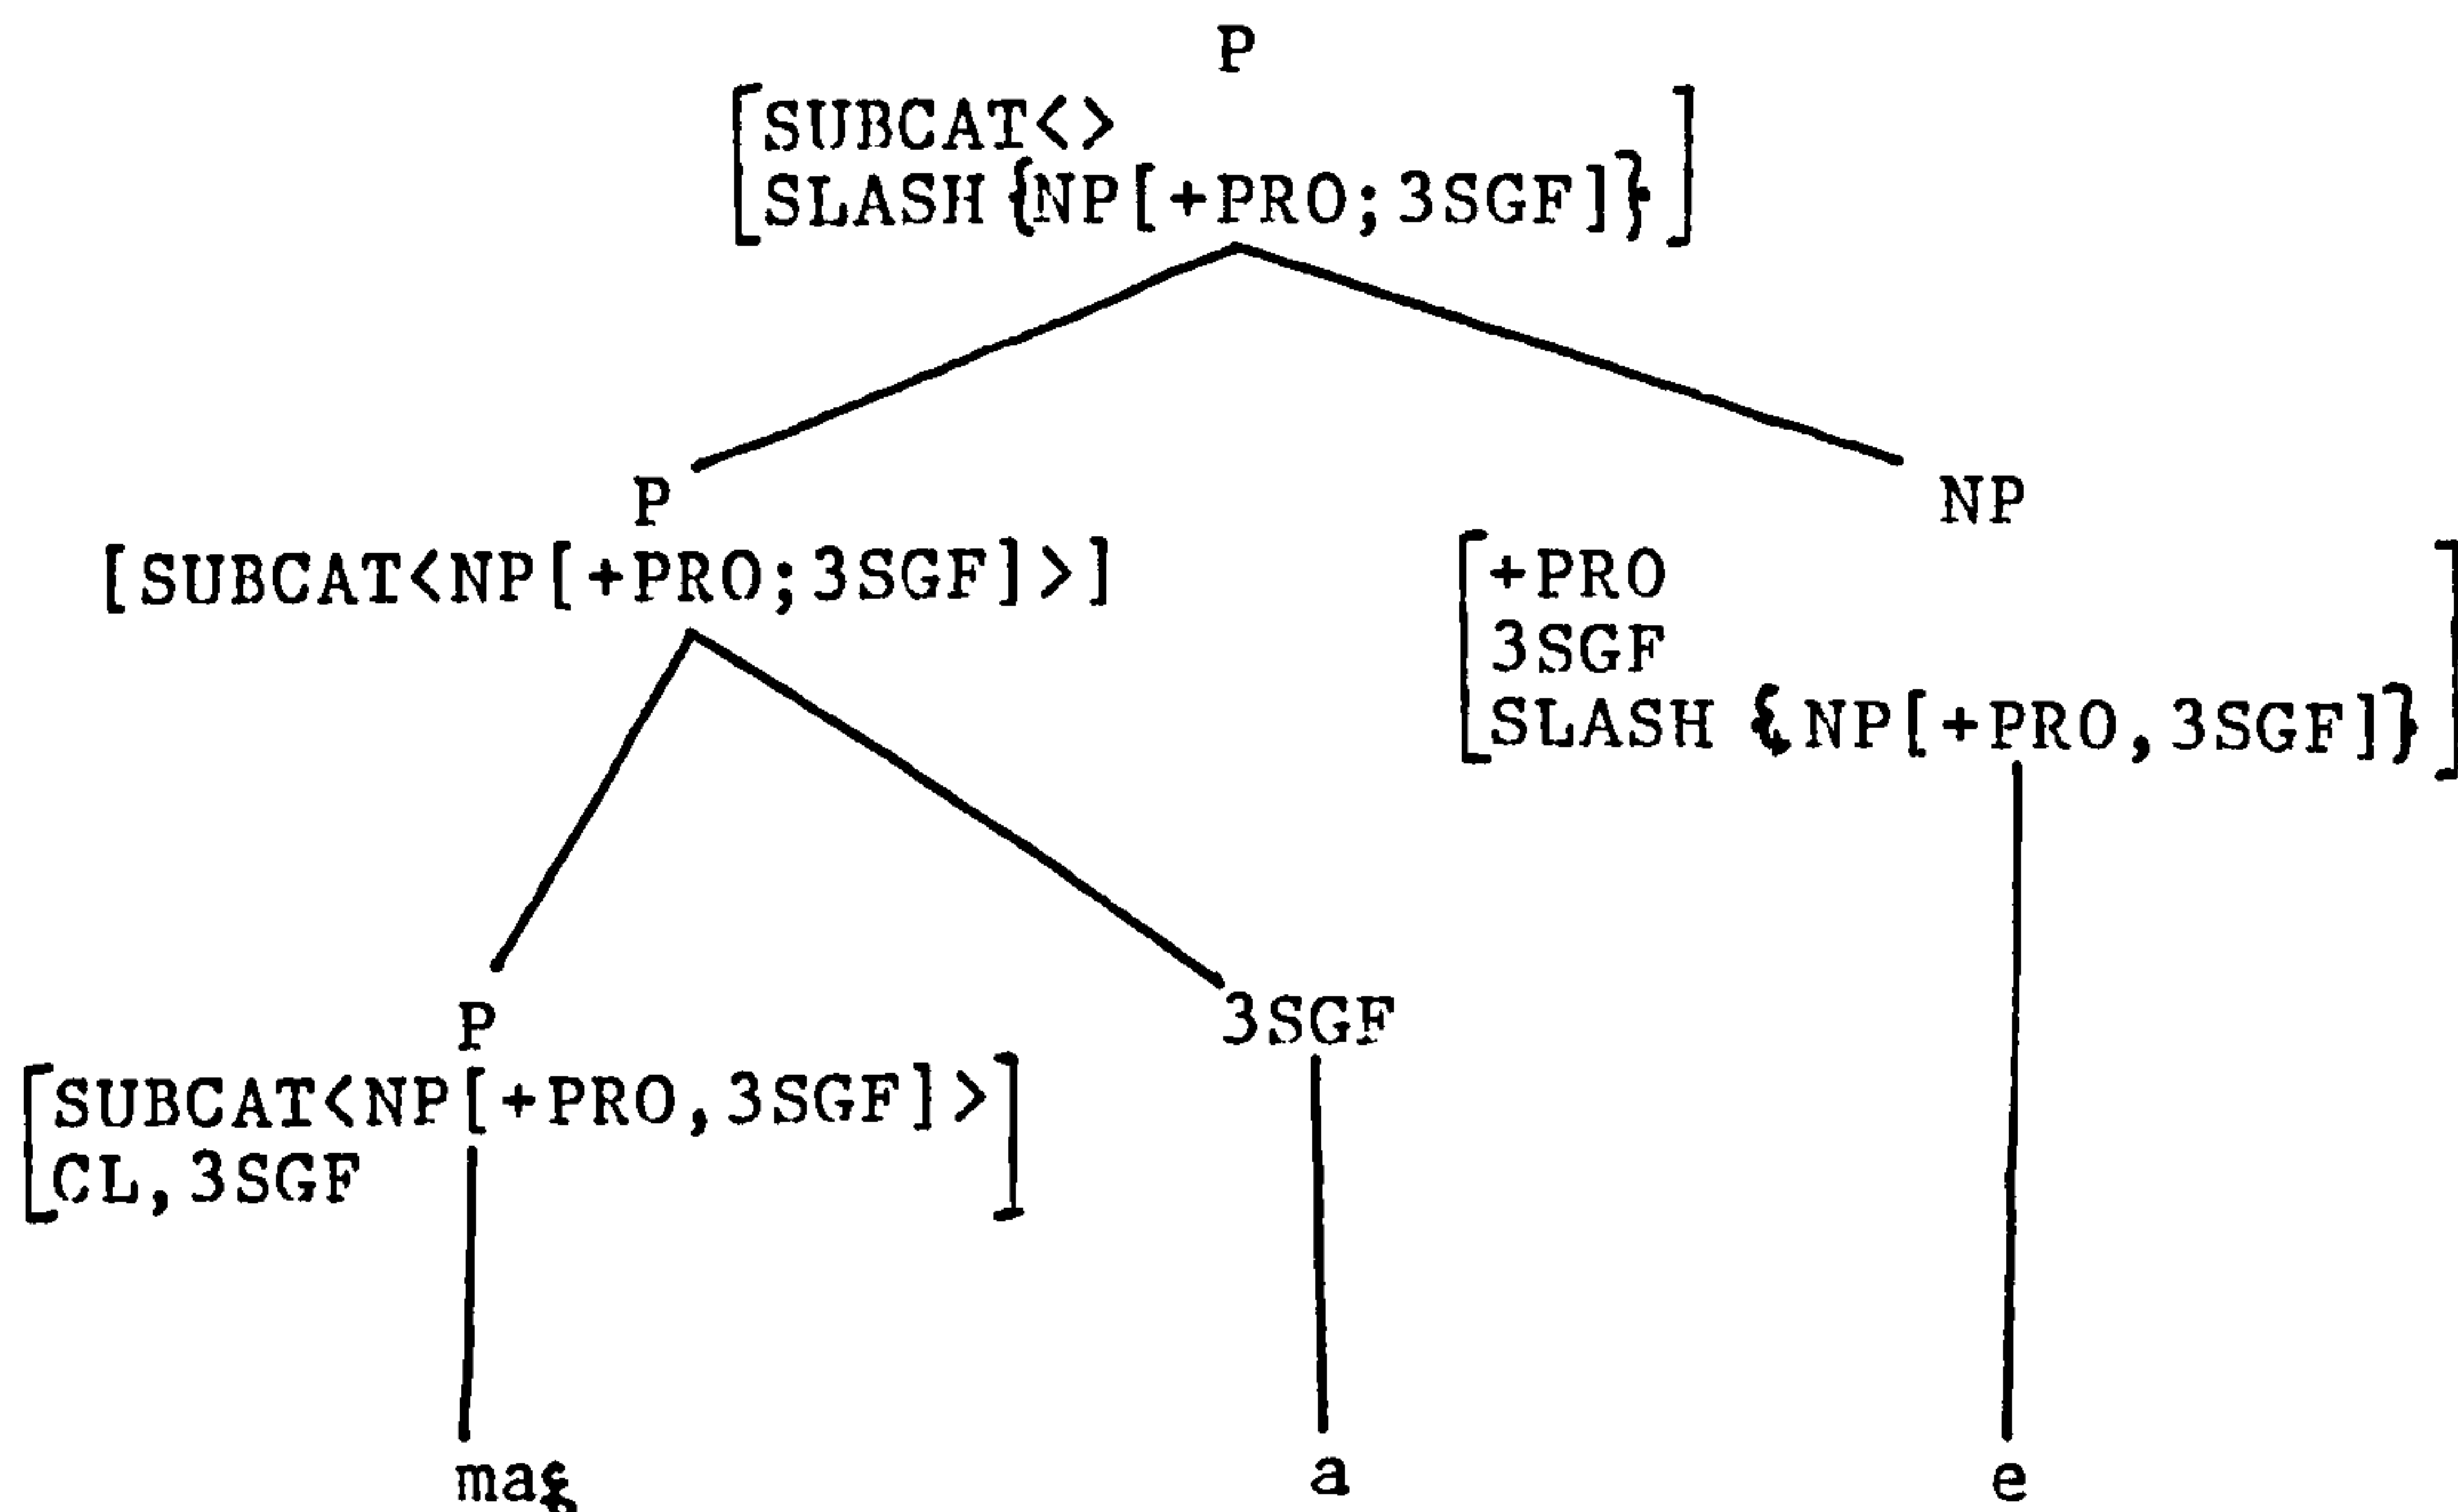 P
[SUBCAT<>
SLASH {NP[+PRO;3SGF]}]
P NP
[SUBCAT<NP[+PRO;3SGF]>] [+PRO
3SGF
SLASH {NP[+PRO,3SGF]}]
P 3SGF
[SUBCAT<NP[+PRO,3SGF]>
CL,3SGF]
a e